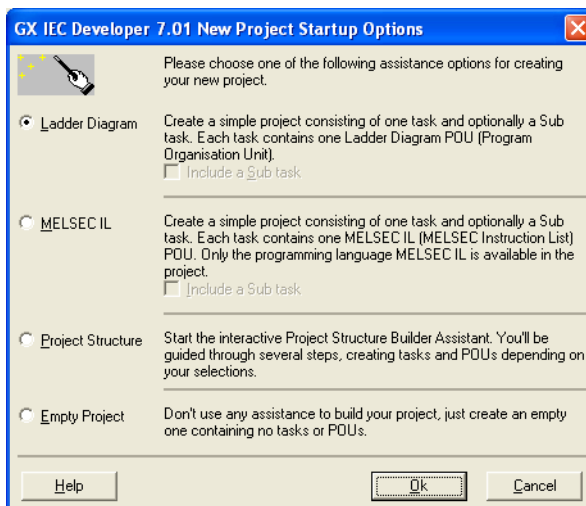 GX IEC Developer 7.01 New Project Startup Options
Please choose one of the following assistance options for creating
your new project.
Ladder Diagram
Create a simple project consisting of one task and optionally a Sub
task. Each task contains one Ladder Diagram POU (Program
Organisation Unit).
Include a Sub task
MELSEC IL
Create a simple project consisting of one task and optionally a Sub
task. Each task contains one MELSEC IL (MELSEC Instruction List)
POU. Only the programming language MELSEC IL is available in the
project.
Include a Sub task
Project Structure
Start the interactive Project Structure Builder Assistant. You'll be
guided through several steps, creating tasks and POUs depending on
your selections.
Empty Project
Don't use any assistance to build your project, just create an empty
one containing no tasks or POUs.
Help
Ok
Cancel